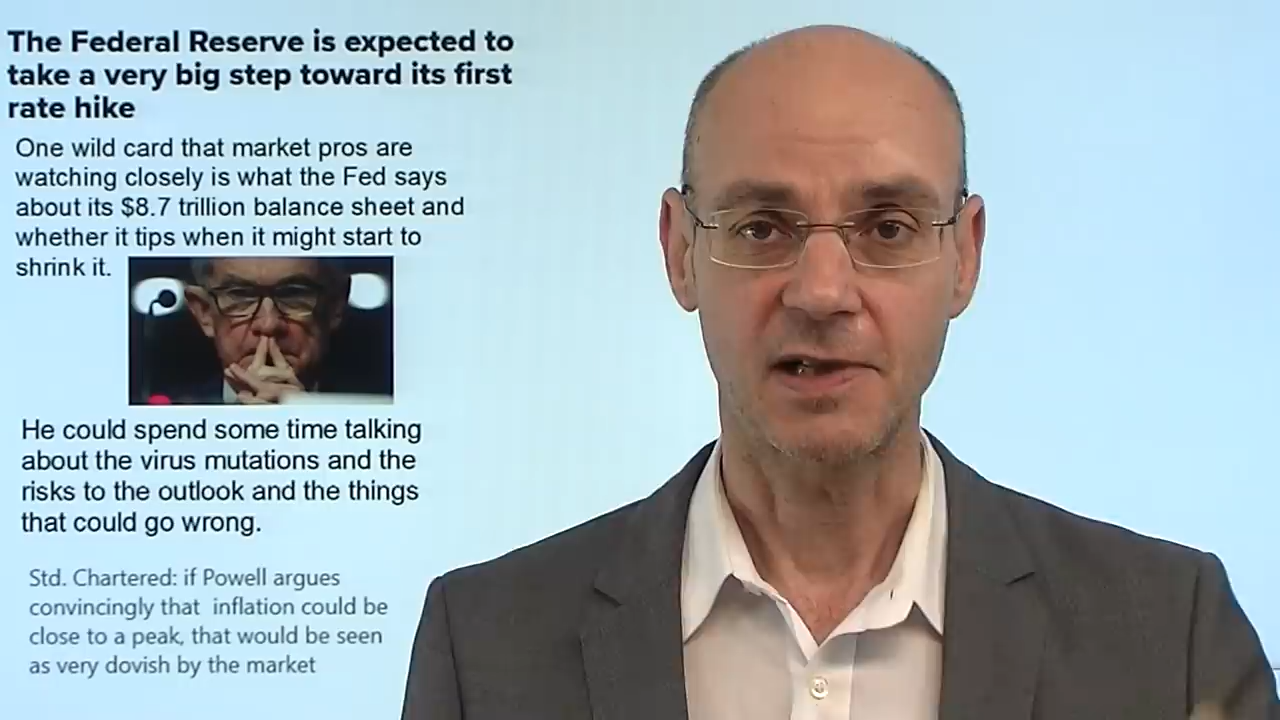 The Federal Reserve is expected to
take a very big step toward its first
rate hike
One wild card that market pros are
watching closely is what the Fed says
about its $8.7 trillion balance sheet and
whether it tips when it might start to
shrink it.
He could spend some time talking
about the virus mutations and the
risks to the outlook and the things
that could go wrong.
Std. Chartered: if Powell argues
convincingly that inflation could be
close to a peak, that would be seen
as very dovish by the market